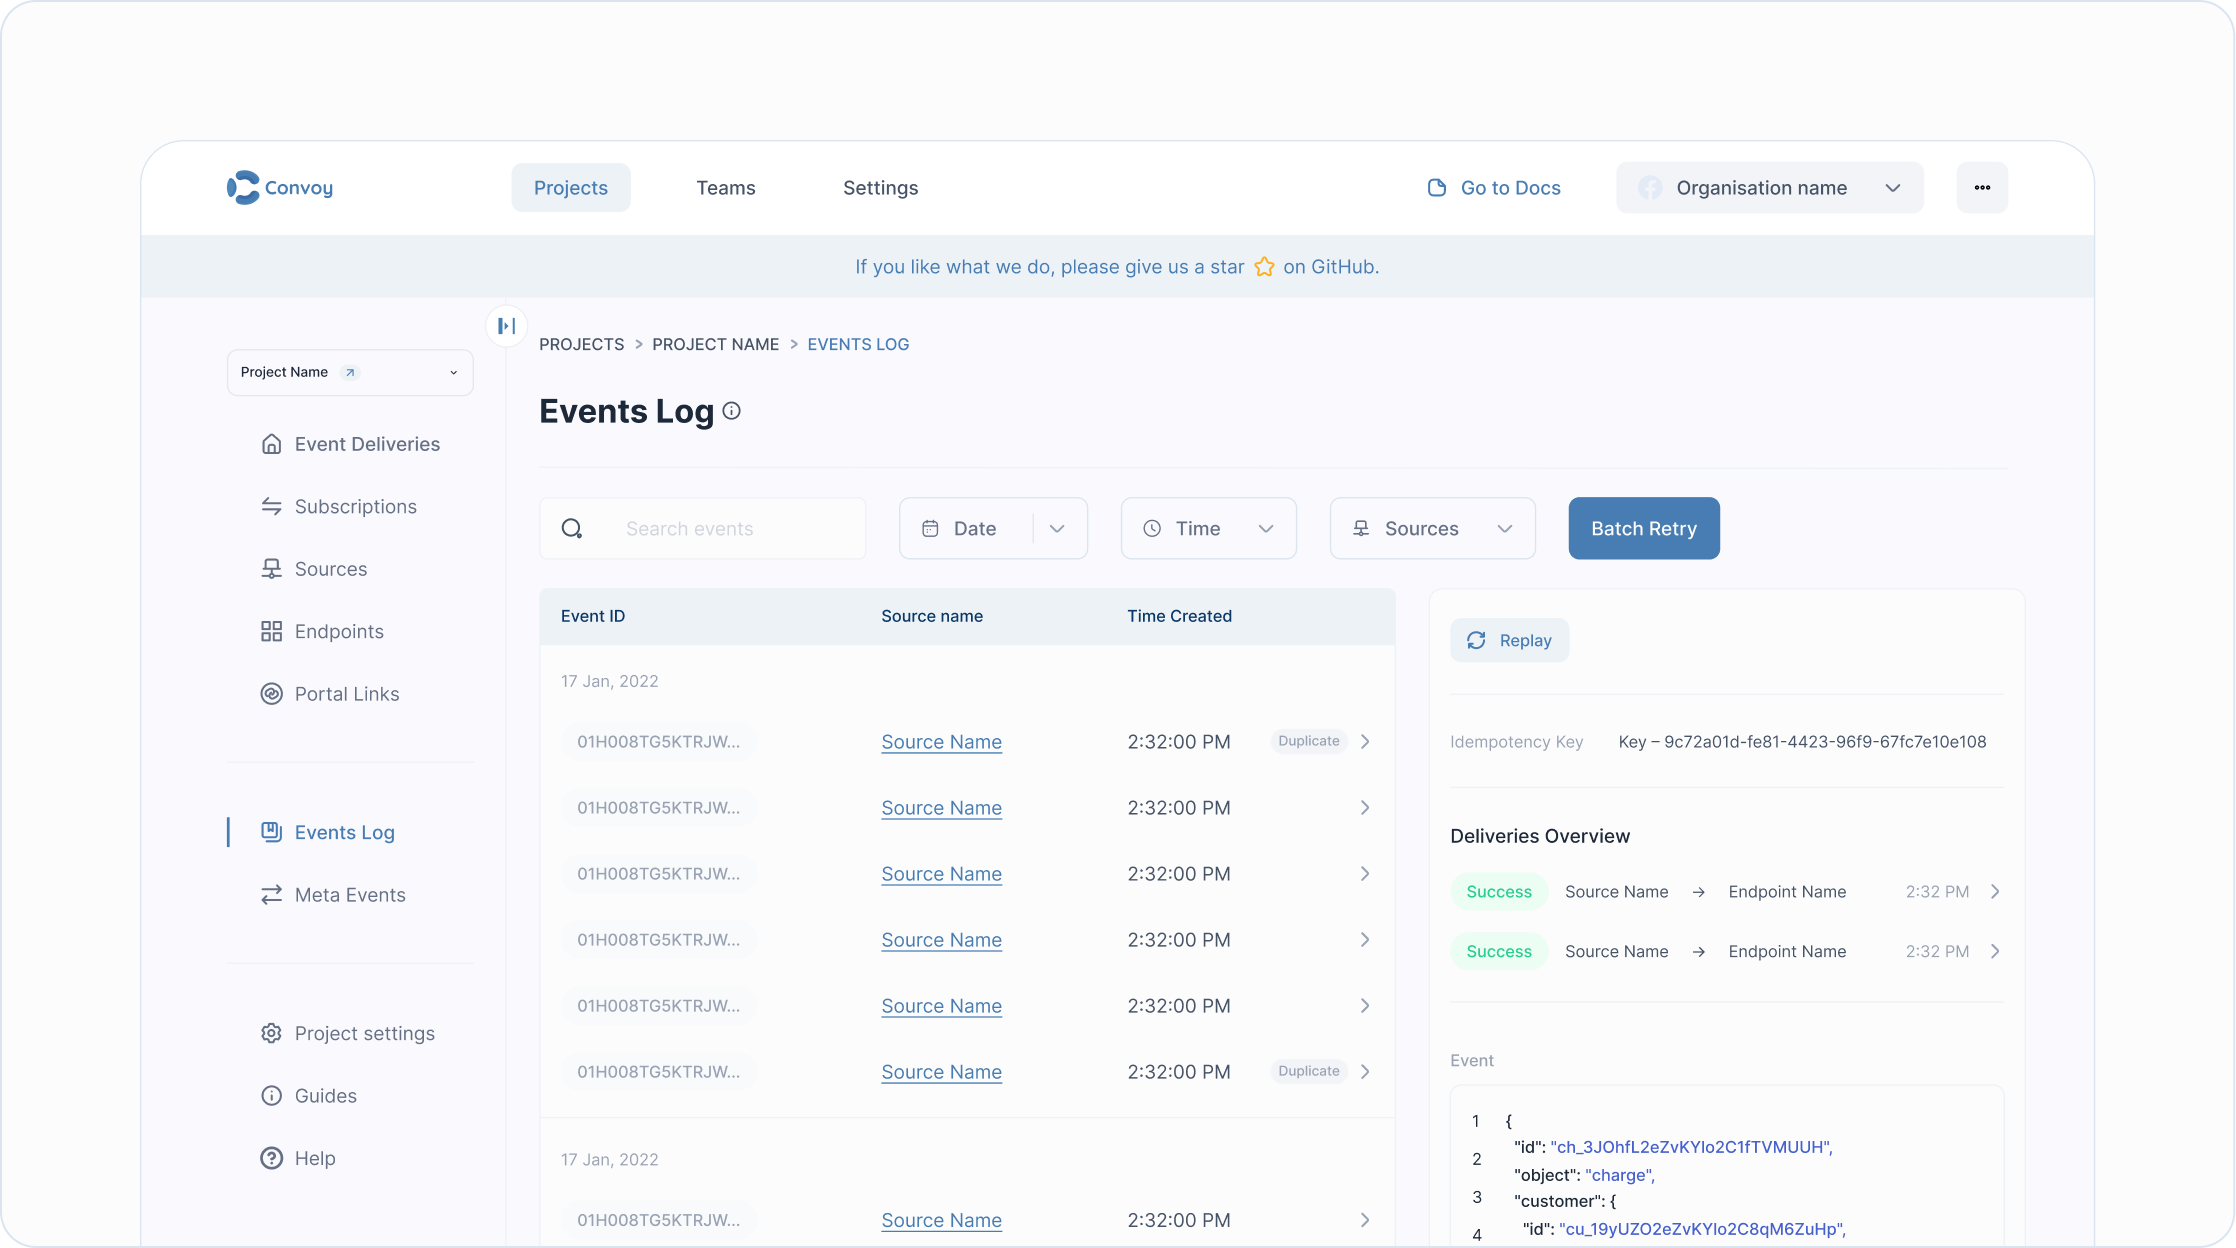 Convoy
Projects
Teams
Settings
Go to Docs
Organisation name
If you like what we do, please give us a star on GitHub.
Project Name
Event Deliveries
Subscriptions
Sources
Endpoints
Portal Links
Events Log
Meta Events
Project settings
Guides
Help
PROJECTS > PROJECT NAME > EVENTS LOG
Events Log
Search events
Date
Time
Sources
Batch Retry
Event ID Source name Time Created
17 Jan, 2022
01H008TG5KTRJW... Source Name 2:32:00 PM Duplicate
01H008TG5KTRJW... Source Name 2:32:00 PM
01H008TG5KTRJW... Source Name 2:32:00 PM
01H008TG5KTRJW... Source Name 2:32:00 PM
01H008TG5KTRJW... Source Name 2:32:00 PM
01H008TG5KTRJW... Source Name 2:32:00 PM Duplicate
17 Jan, 2022
01H008TG5KTRJW... Source Name 2:32:00 PM
Replay
Idempotency Key Key – 9c72a01d-fe81-4423-96f9-67fc7e10e108
Deliveries Overview
Success Source Name → Endpoint Name 2:32 PM
Success Source Name → Endpoint Name 2:32 PM
Event
1 {
"id": "ch_3JOhfL2eZvKYlo2C1fTVMUUH",
2
"object": "charge",
3 "customer": {
4 "id": "cu_19yUZO2eZvKYlo2C8qM6ZuHp",